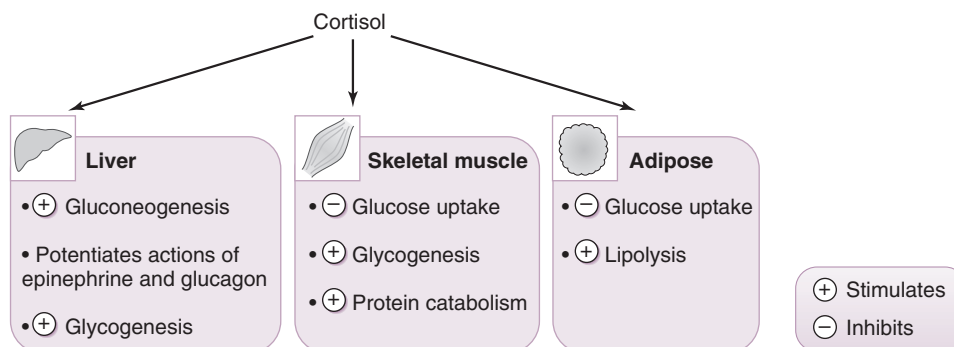 Cortisol
Liver
• + Gluconeogenesis
• Potentiates actions of
epinephrine and glucagon
• + Glycogenesis
Skeletal muscle
• − Glucose uptake
• + Glycogenesis
• + Protein catabolism
Adipose
• − Glucose uptake
• + Lipolysis
+ Stimulates
− Inhibits